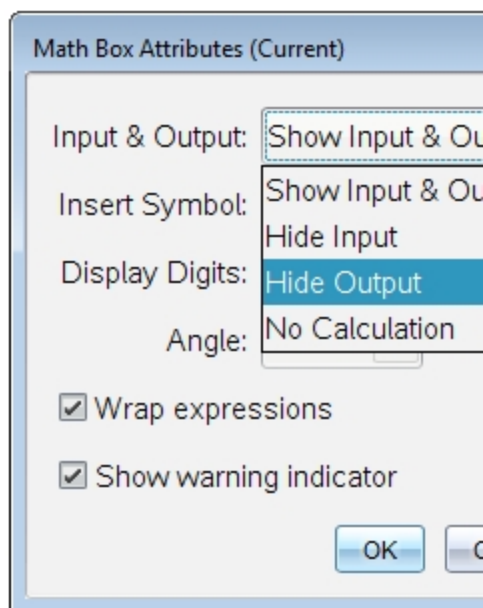 Math Box Attributes (Current)
Input & Output: Show Input & Ou
Insert Symbol: Show Input & Ou
Hide Input
Display Digits: Hide Output
Angle: No Calculation
Wrap expressions
Show warning indicator
OK